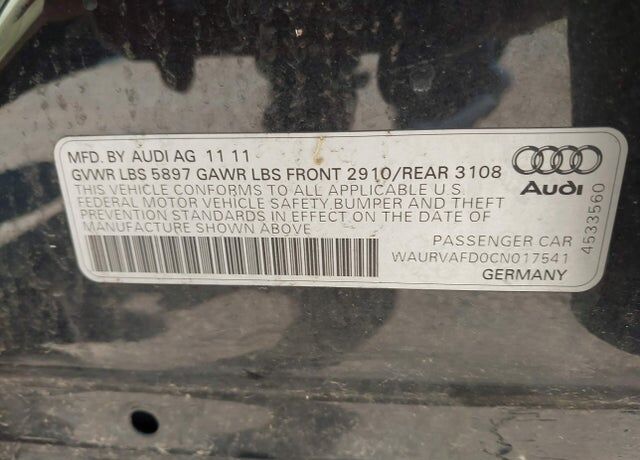 MFD. BY AUDI AG 11 11
GVWR LBS 5897 GAWR LBS FRONT 2910/REAR 3108
THIS VEHICLE CONFORMS TO ALL APPLICABLE U S
FEDERAL MOTOR VEHICLE SAFETY,BUMPER AND THEFT
PREVENTION STANDARDS IN EFFECT ON THE DATE OF
MANUFACTURE SHOWN ABOVE
PASSENGER CAR
WAURVAFD0CN017541
GERMANY
Audi
4533560